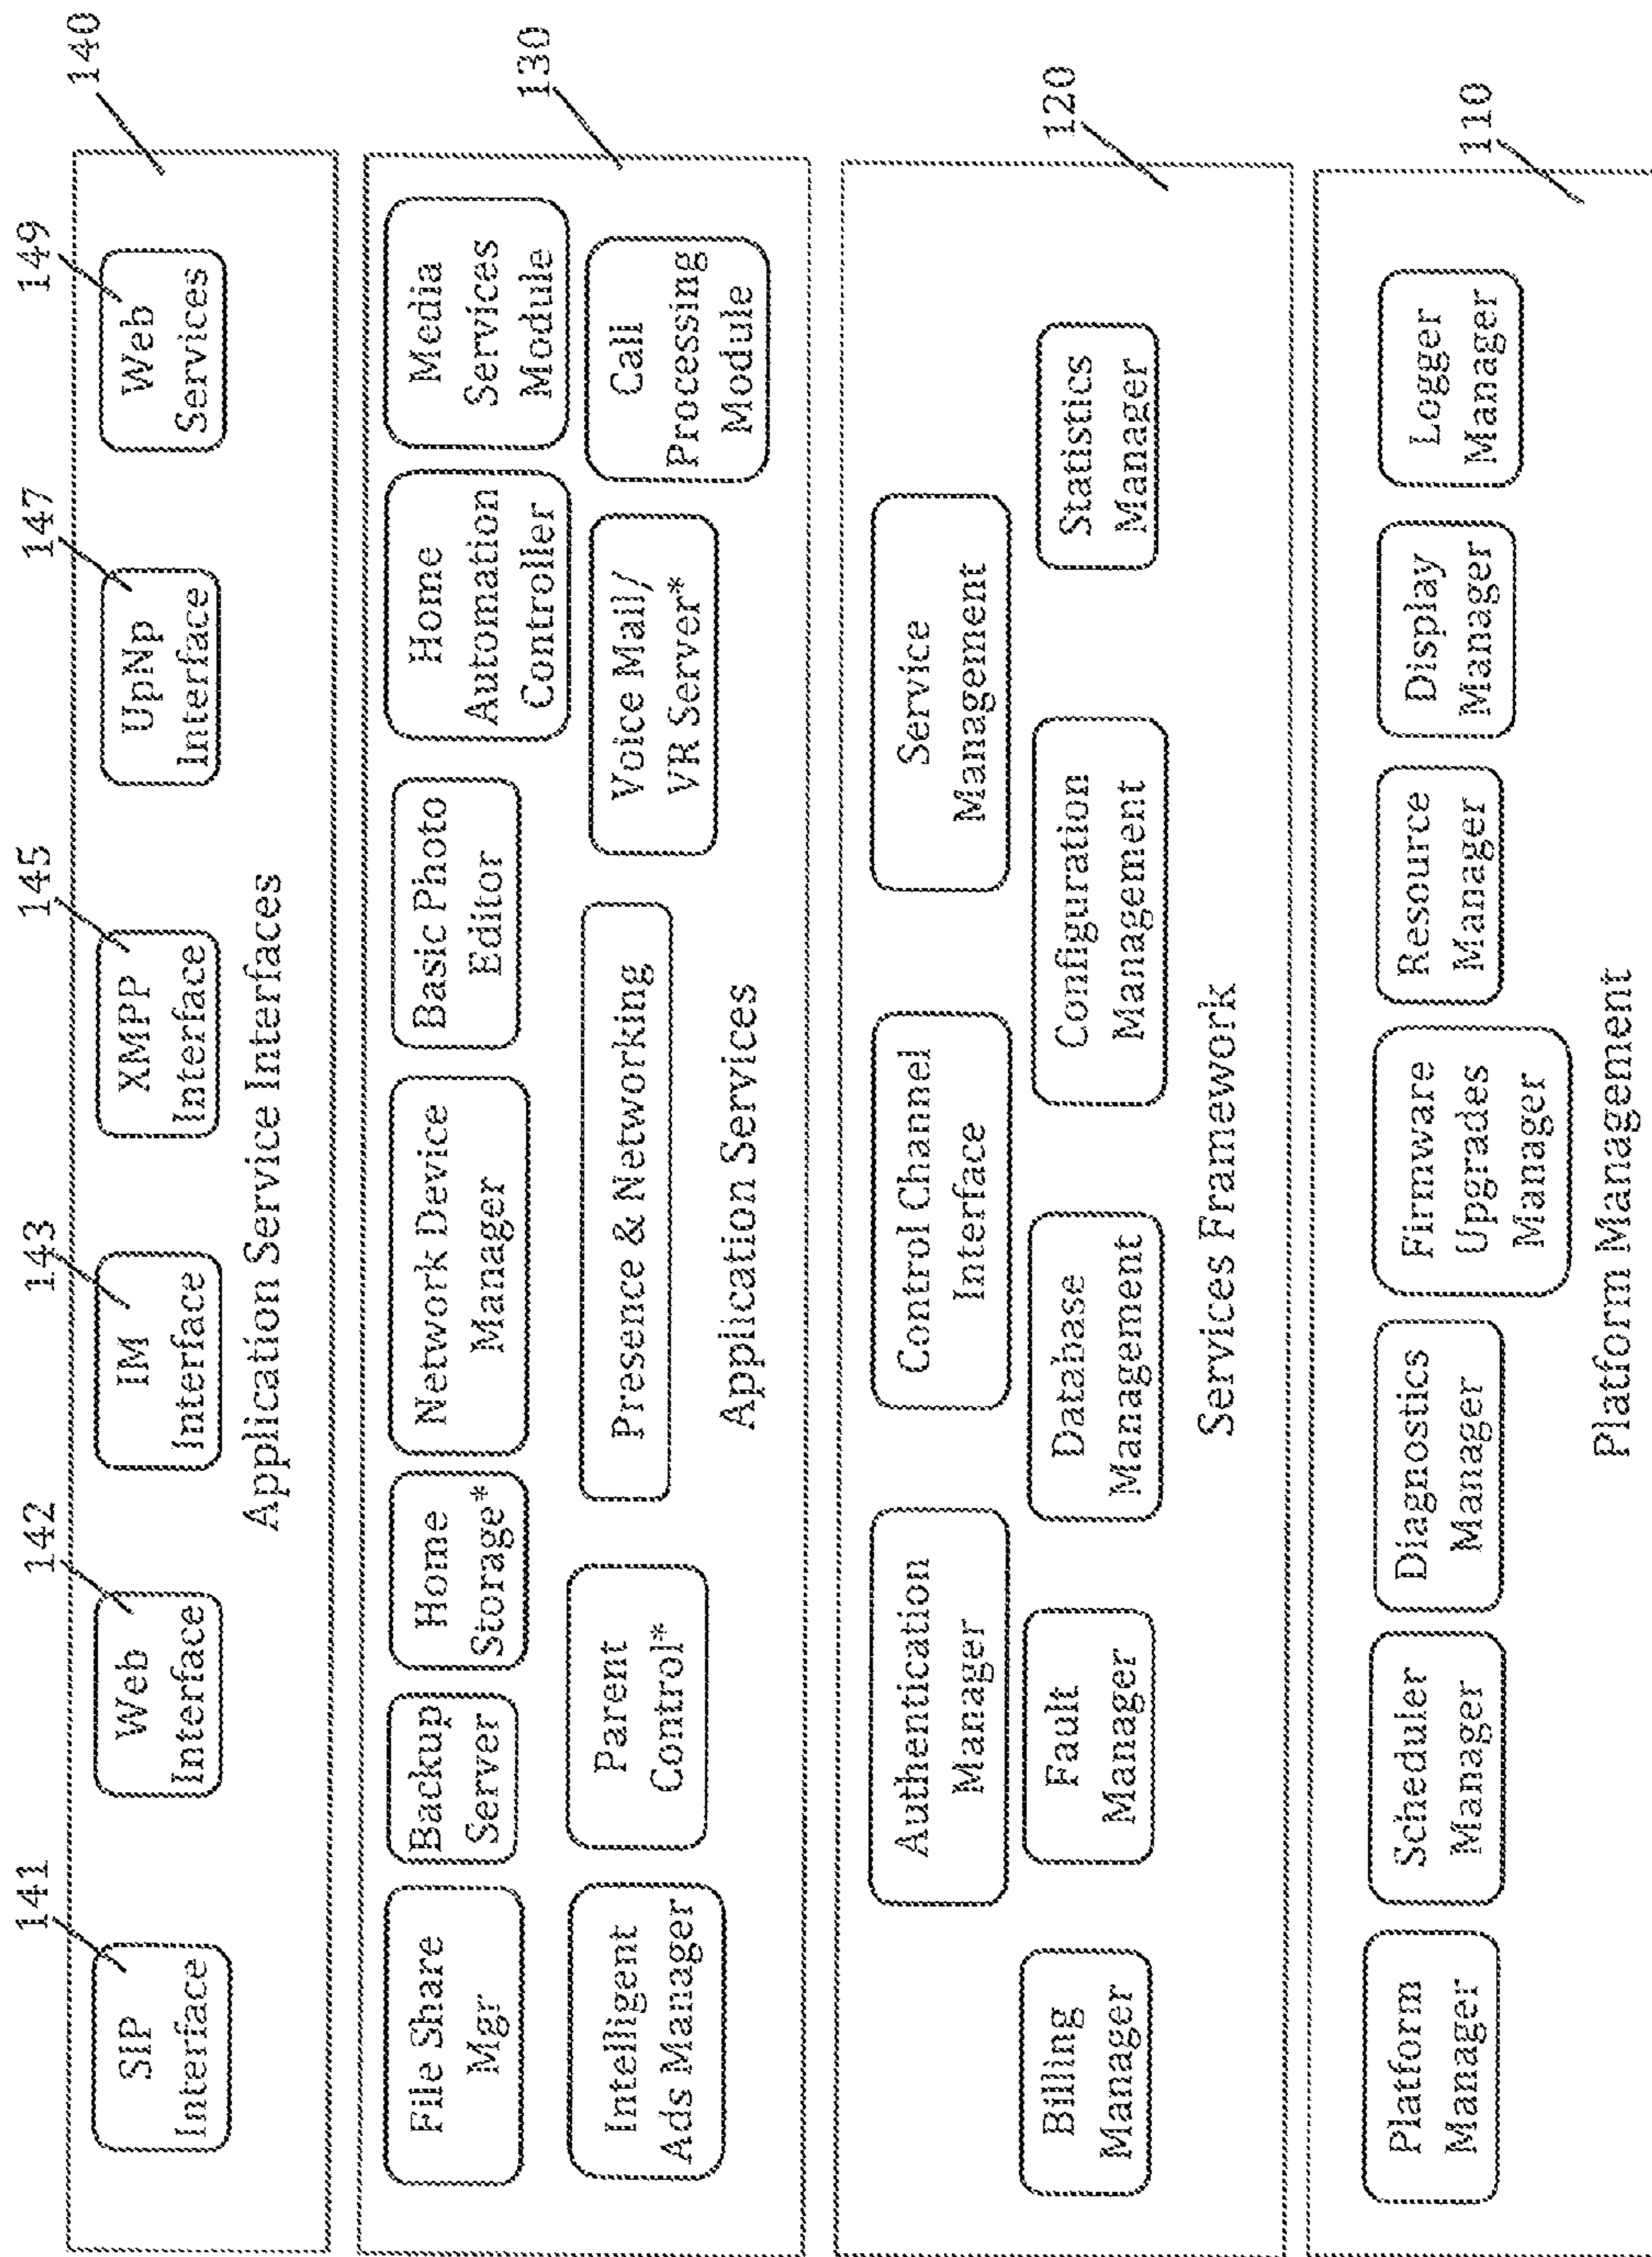 140
141
142
143
145
147
149
SIP
Interface
Web
Interface
IM
Interface
XMPP
Interface
UpNp
Interface
Web
Services
Application Service Interfaces
130
File Share
Mgr
Backup
Server
Home
Storage*
Network Device
Manager
Basic Photo
Editor
Home
Automation
Controller
Media
Services
Module
Intelligent
Ads Manager
Parent
Control*
Presence & Networking
Voice Mail/
VR Server*
Call
Processing
Module
Application Services
120
Authentication
Manager
Control Channel
Interface
Service
Management
Billing
Manager
Fault
Manager
Database
Management
Configuration
Management
Statistics
Manager
Services Framework
110
Platform
Manager
Scheduler
Manager
Diagnostics
Manager
Firmware
Upgrades
Manager
Resource
Manager
Display
Manager
Logger
Manager
Platform Management